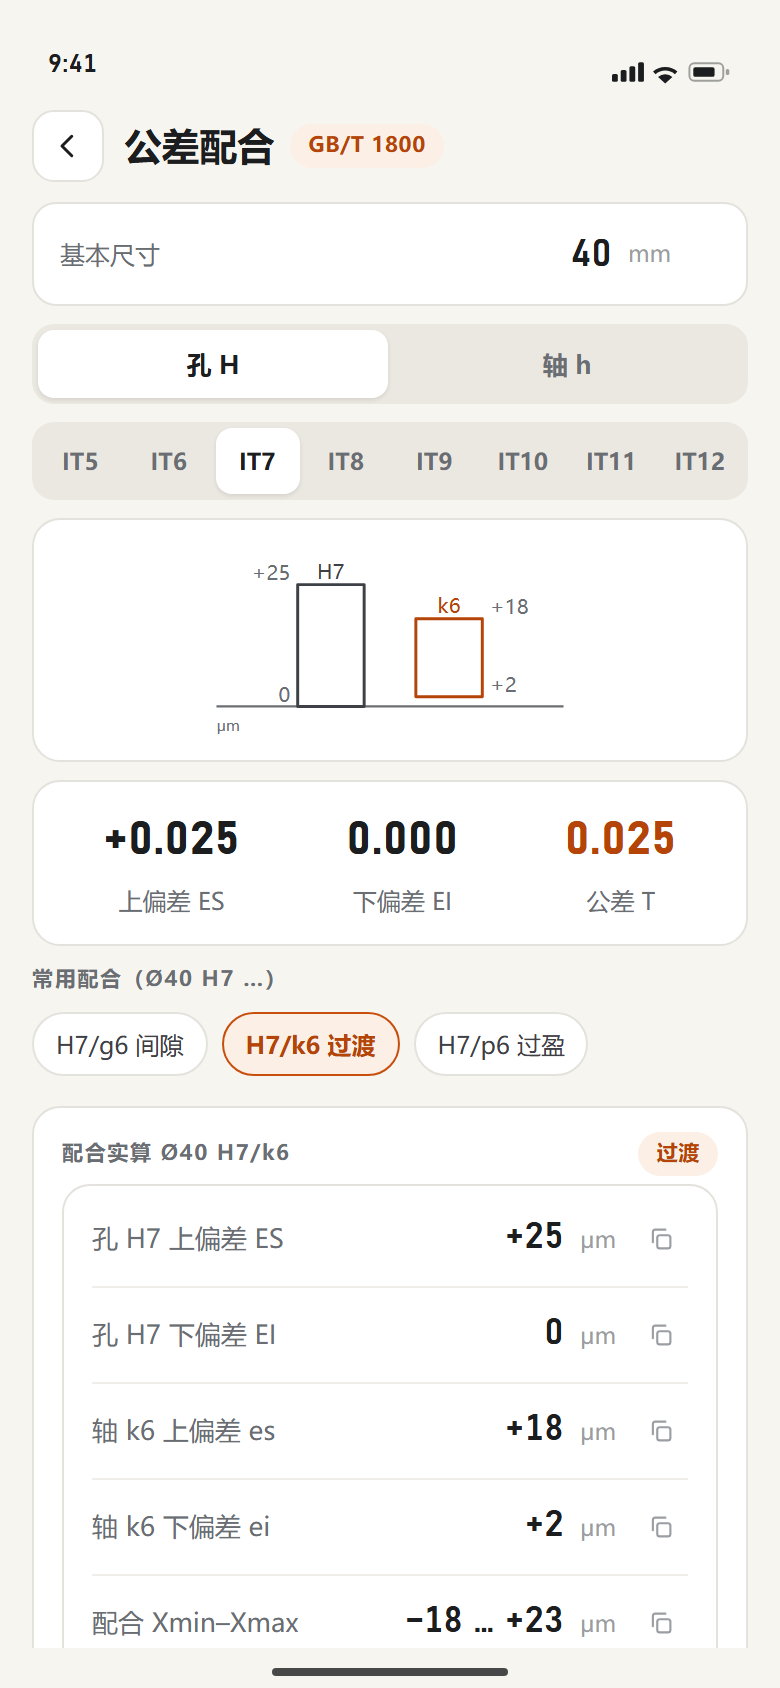 9:41
公差配合 GB/T 1800
基本尺寸 40 mm
孔 H 轴 h
IT5 IT6 IT7 IT8 IT9 IT10 IT11 IT12
+25 H7
k6 +18
+2
0
μm
+0.025 0.000 0.025
上偏差 ES 下偏差 EI 公差 T
常用配合（Ø40 H7 …）
H7/g6 间隙 H7/k6 过渡 H7/p6 过盈
配合实算 Ø40 H7/k6 过渡
孔 H7 上偏差 ES +25 μm
孔 H7 下偏差 EI 0 μm
轴 k6 上偏差 es +18 μm
轴 k6 下偏差 ei +2 μm
配合 Xmin–Xmax −18 … +23 μm